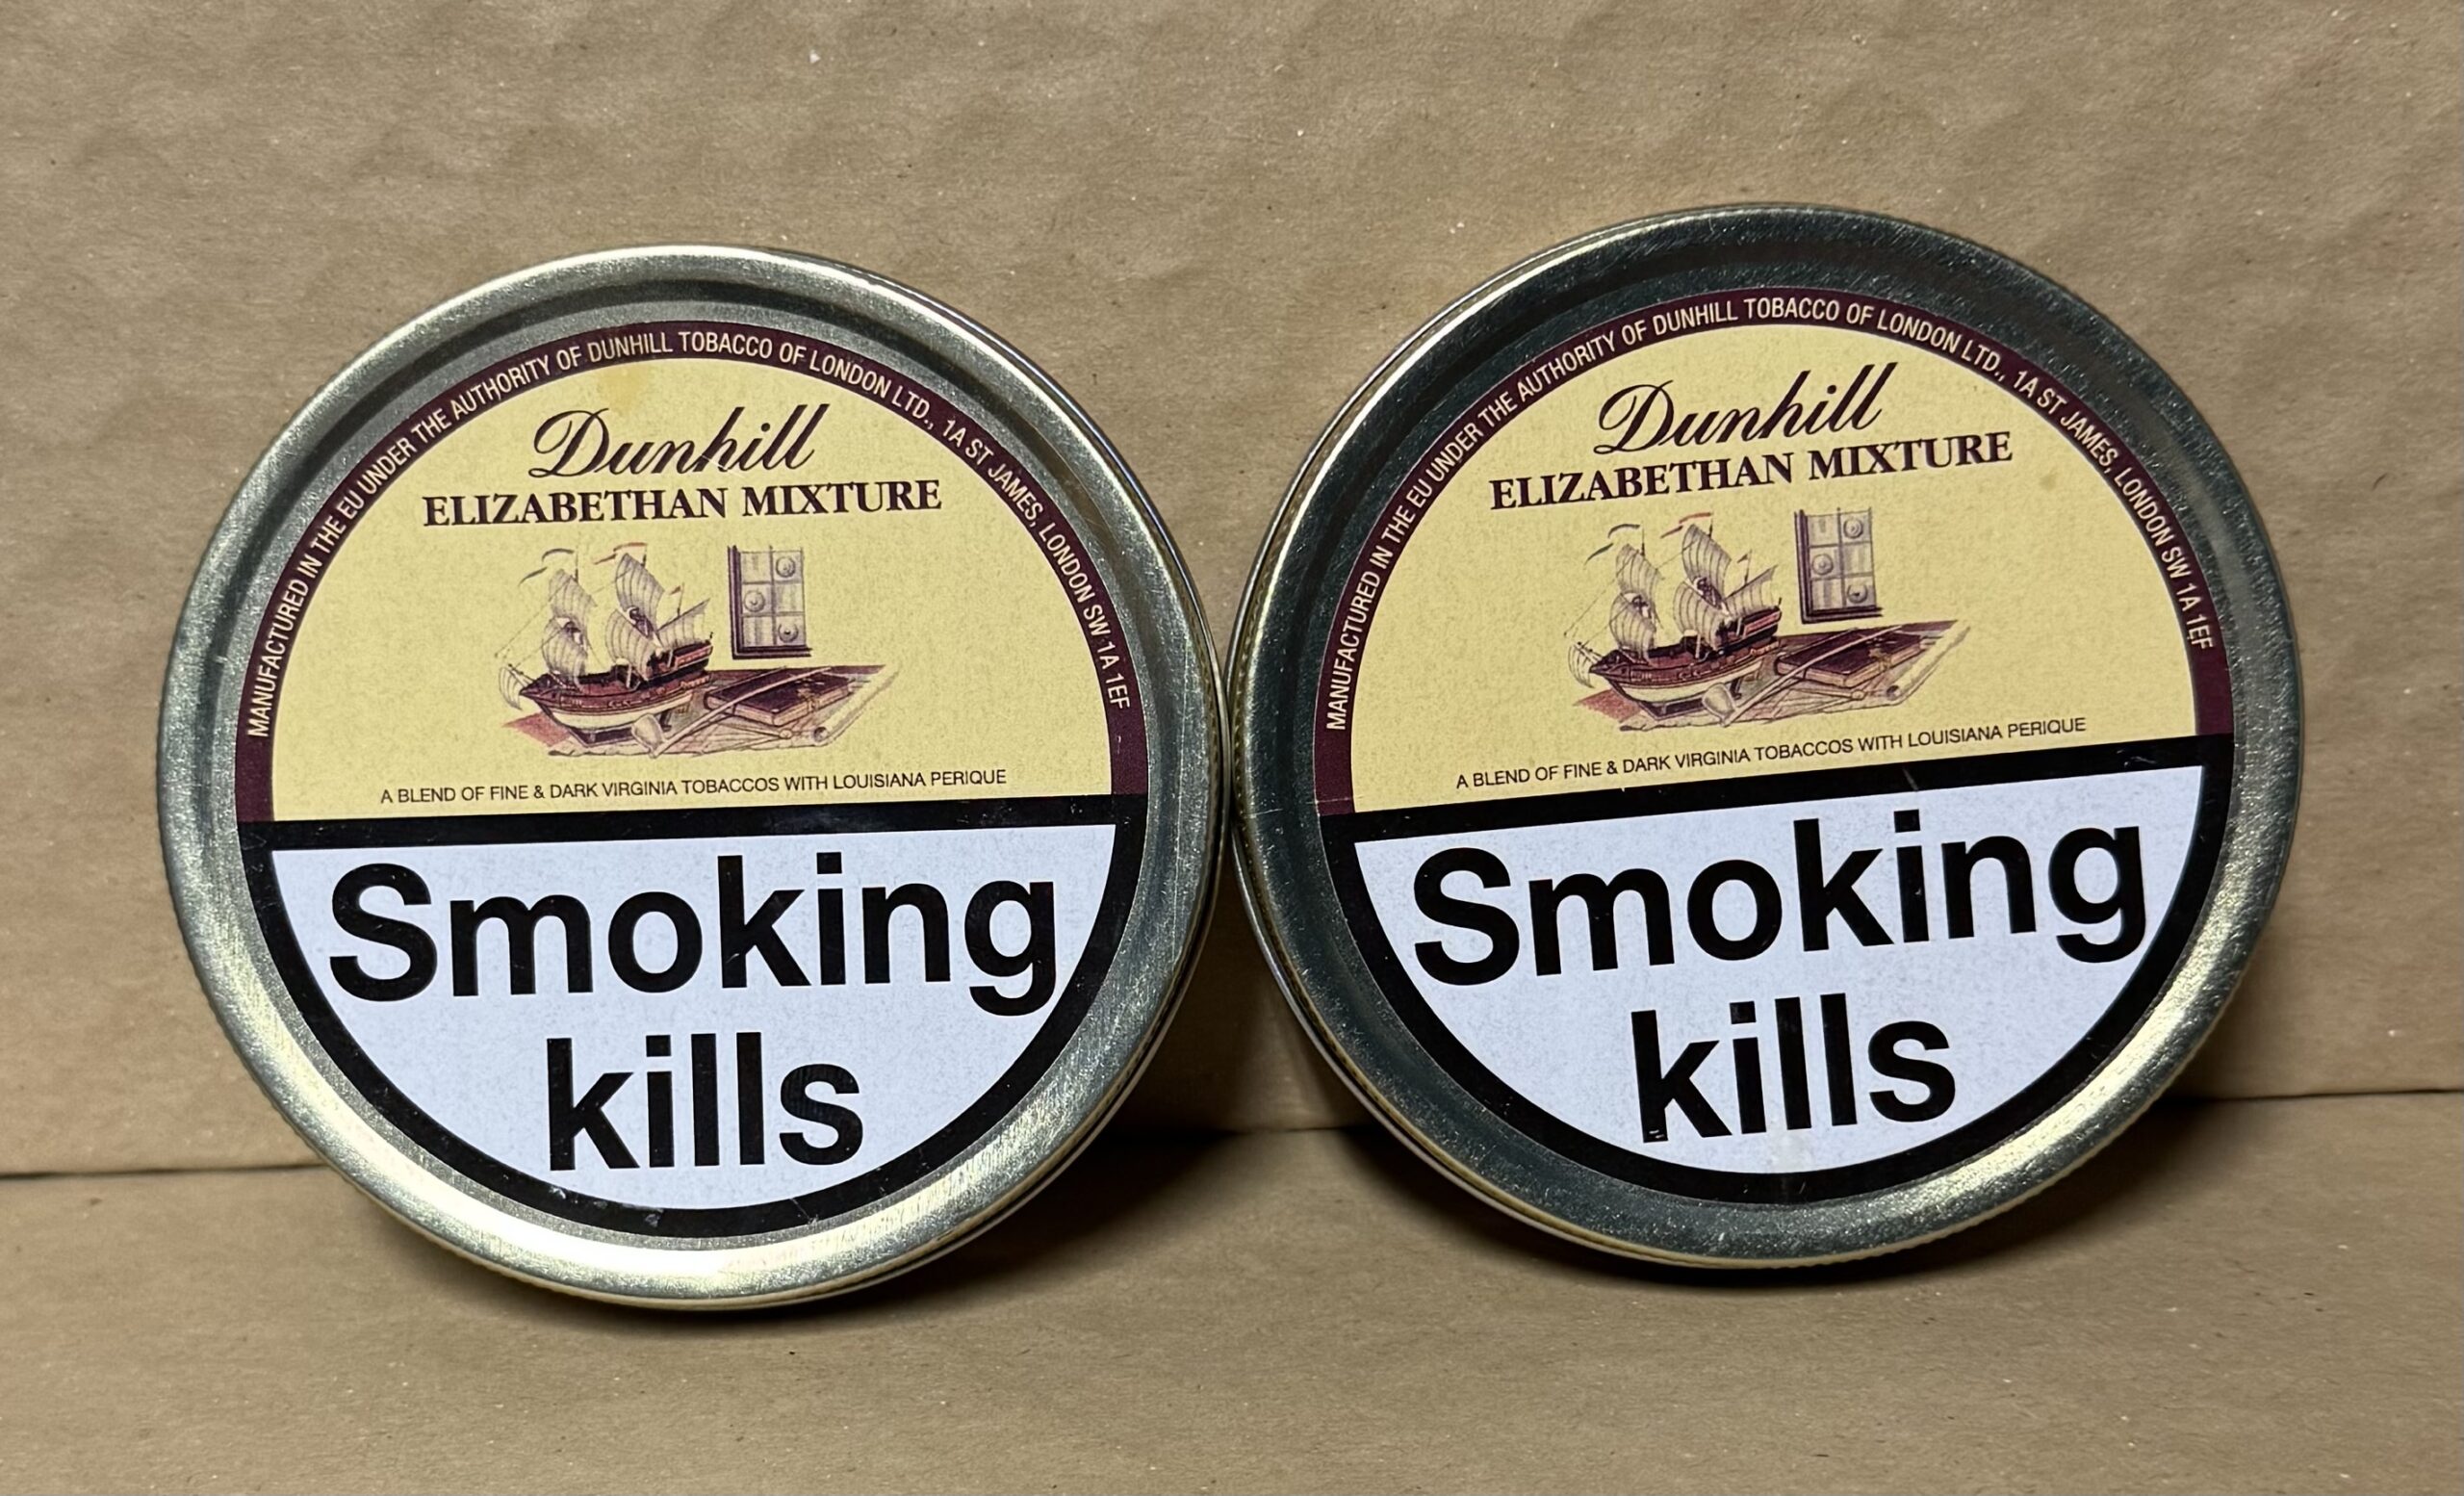 MANUFACTURED IN THE EU UNDER THE AUTHORITY OF DUNHILL TOBACCO OF LONDON LTD., 1A ST JAMES, LONDON SW 1A 1EF
Dunhill
ELIZABETHAN MIXTURE
A BLEND OF FINE & DARK VIRGINIA TOBACCOS WITH LOUISIANA PERIQUE
Smoking
kills
MANUFACTURED IN THE EU UNDER THE AUTHORITY OF DUNHILL TOBACCO OF LONDON LTD., 1A ST JAMES, LONDON SW 1A 1EF
Dunhill
ELIZABETHAN MIXTURE
A BLEND OF FINE & DARK VIRGINIA TOBACCOS WITH LOUISIANA PERIQUE
Smoking
kills